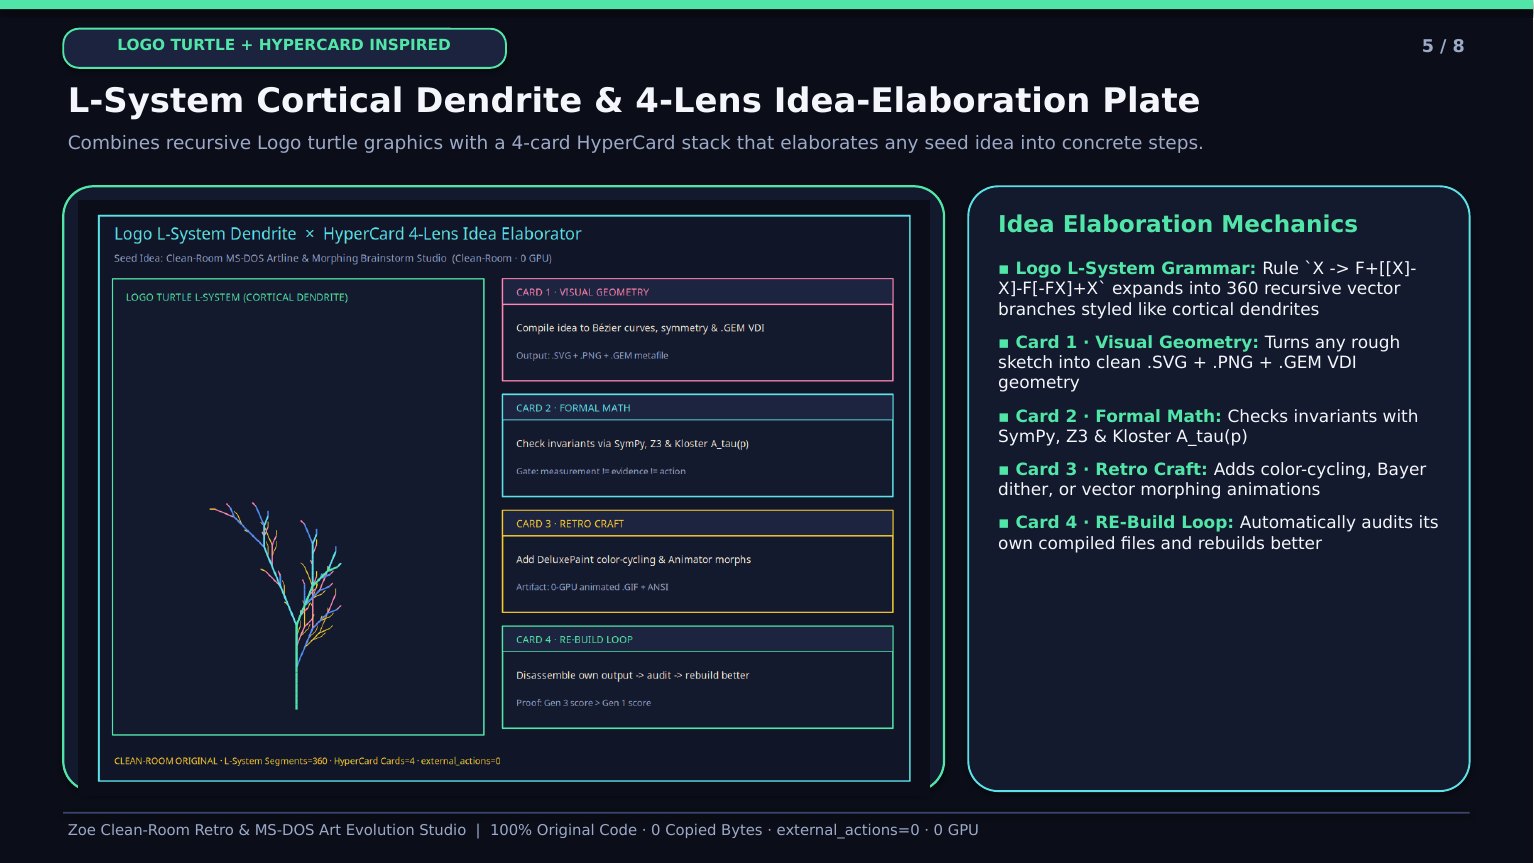 LOGO TURTLE + HYPERCARD INSPIRED
5 / 8
L-System Cortical Dendrite & 4-Lens Idea-Elaboration Plate
Combines recursive Logo turtle graphics with a 4-card HyperCard stack that elaborates any seed idea into concrete steps.
Logo L-System Dendrite × HyperCard 4-Lens Idea Elaborator
Seed Idea: Clean-Room MS-DOS Artline & Morphing Brainstorm Studio (Clean-Room · 0 GPU)
LOGO TURTLE L-SYSTEM (CORTICAL DENDRITE)
CARD 1 · VISUAL GEOMETRY
Compile idea to Bézier curves, symmetry & .GEM VDI
Output: .SVG + .PNG + .GEM metafile
CARD 2 · FORMAL MATH
Check invariants via SymPy, Z3 & Kloster A_tau(p)
Gate: measurement != evidence != action
CARD 3 · RETRO CRAFT
Add DeluxePaint color-cycling & Animator morphs
Artifact: 0-GPU animated .GIF + ANSI
CARD 4 · RE-BUILD LOOP
Disassemble own output -> audit -> rebuild better
Proof: Gen 3 score > Gen 1 score
CLEAN-ROOM ORIGINAL · L-System Segments=360 · HyperCard Cards=4 · external_actions=0
Idea Elaboration Mechanics
▪ Logo L-System Grammar: Rule `X -> F+[[X]-
X]-F[-FX]+X` expands into 360 recursive vector
branches styled like cortical dendrites
▪ Card 1 · Visual Geometry: Turns any rough
sketch into clean .SVG + .PNG + .GEM VDI
geometry
▪ Card 2 · Formal Math: Checks invariants with
SymPy, Z3 & Kloster A_tau(p)
▪ Card 3 · Retro Craft: Adds color-cycling, Bayer
dither, or vector morphing animations
▪ Card 4 · RE-Build Loop: Automatically audits its
own compiled files and rebuilds better
Zoe Clean-Room Retro & MS-DOS Art Evolution Studio | 100% Original Code · 0 Copied Bytes · external_actions=0 · 0 GPU